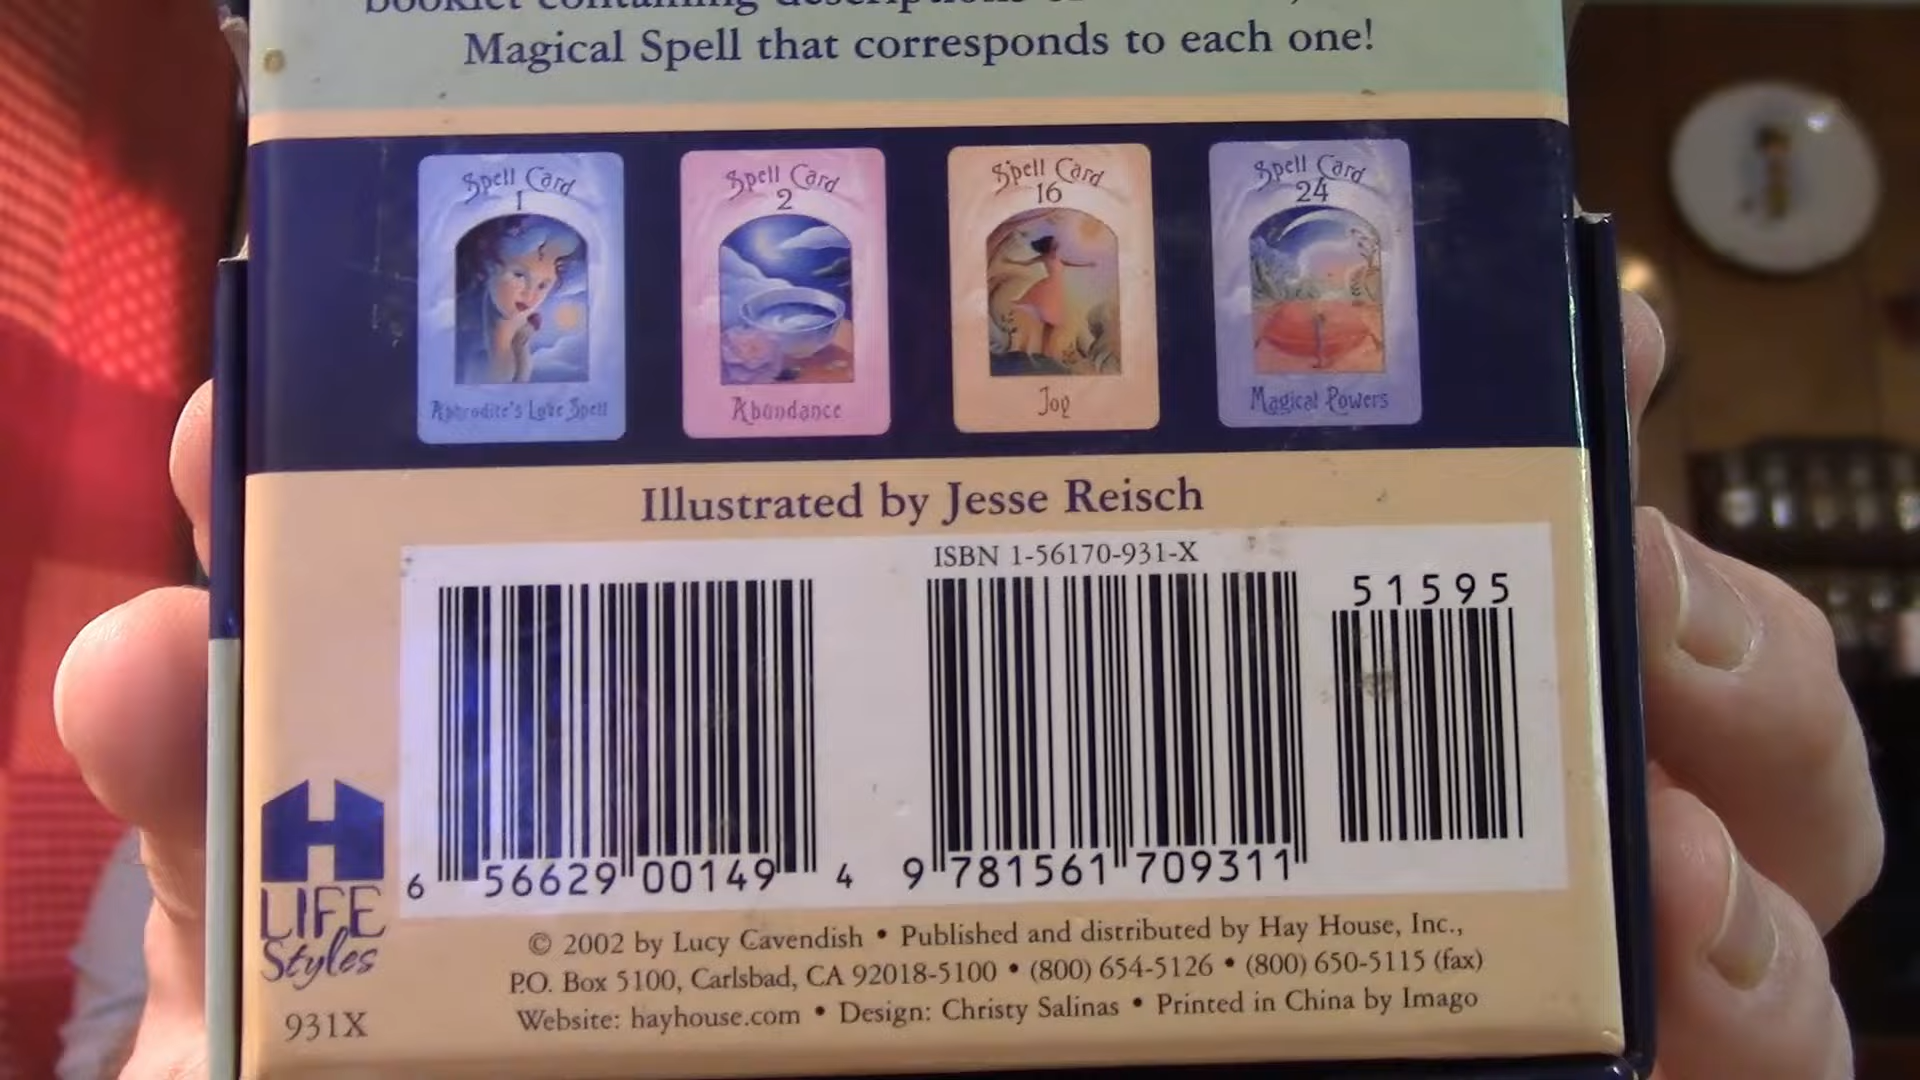 booklet containing descriptions
Magical Spell that corresponds to each one!
Spell Card
1
Aphrodite's Love Spell
Spell Card
2
Abundance
Spell Card
16
Joy
Spell Card
24
Magical Powers
Illustrated by Jesse Reisch
ISBN 1-56170-931-X
51595
6 56629 00149 4
9 781561 709311
H
LIFE
Styles
931X
© 2002 by Lucy Cavendish • Published and distributed by Hay House, Inc.,
P.O. Box 5100, Carlsbad, CA 92018-5100 • (800) 654-5126 • (800) 650-5115 (fax)
Website: hayhouse.com • Design: Christy Salinas • Printed in China by Imago